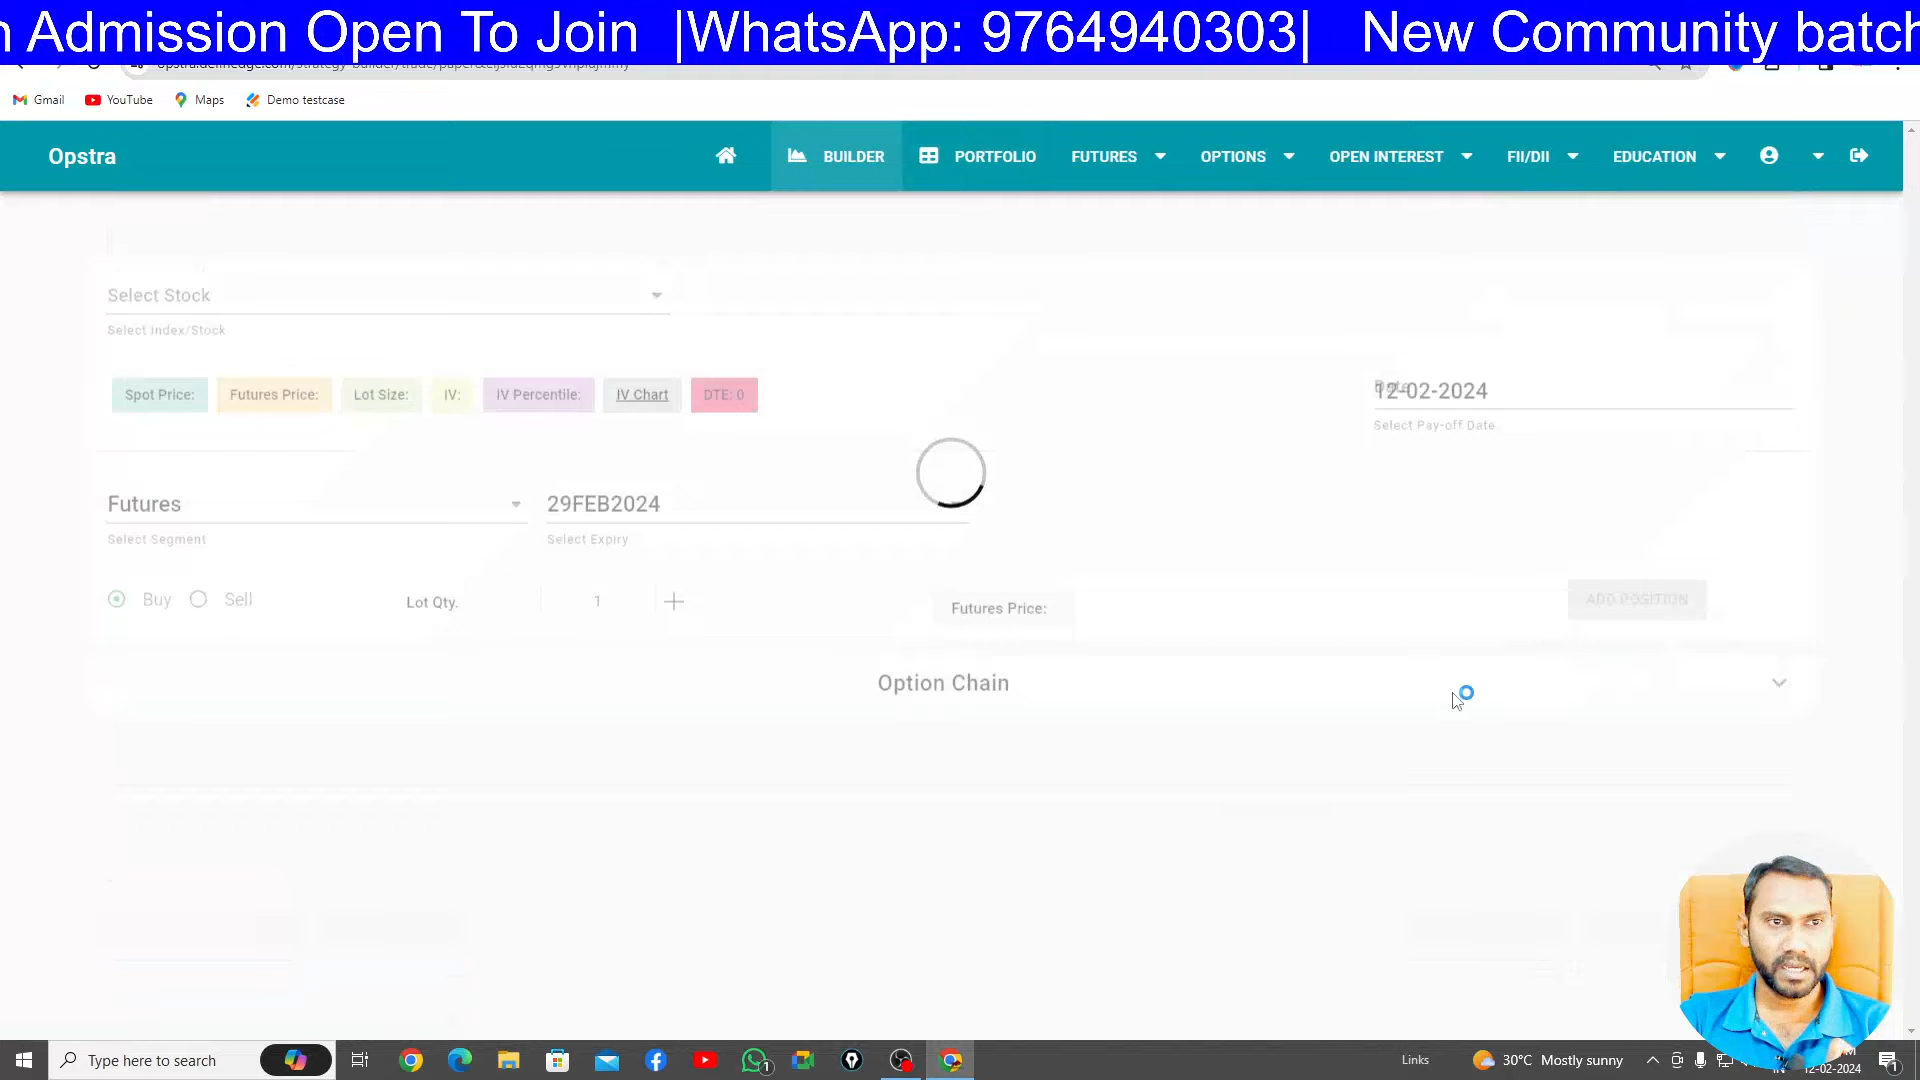 Admission Open To Join |WhatsApp: 9764940303| New Community batch
Gmail YouTube Maps Demo testcase
Opstra BUILDER PORTFOLIO FUTURES OPTIONS OPEN INTEREST FII/DII EDUCATION
Select Stock
Select Index/Stock
Spot Price: Futures Price: Lot Size: IV: IV Percentile: IV Chart DTE: 0
12-02-2024
Select Pay-off Date
Futures 29FEB2024
Select Segment Select Expiry
Buy Sell Lot Qty. 1 Futures Price: ADD POSITION
Option Chain
Type here to search Links 30°C Mostly sunny
12-02-2024